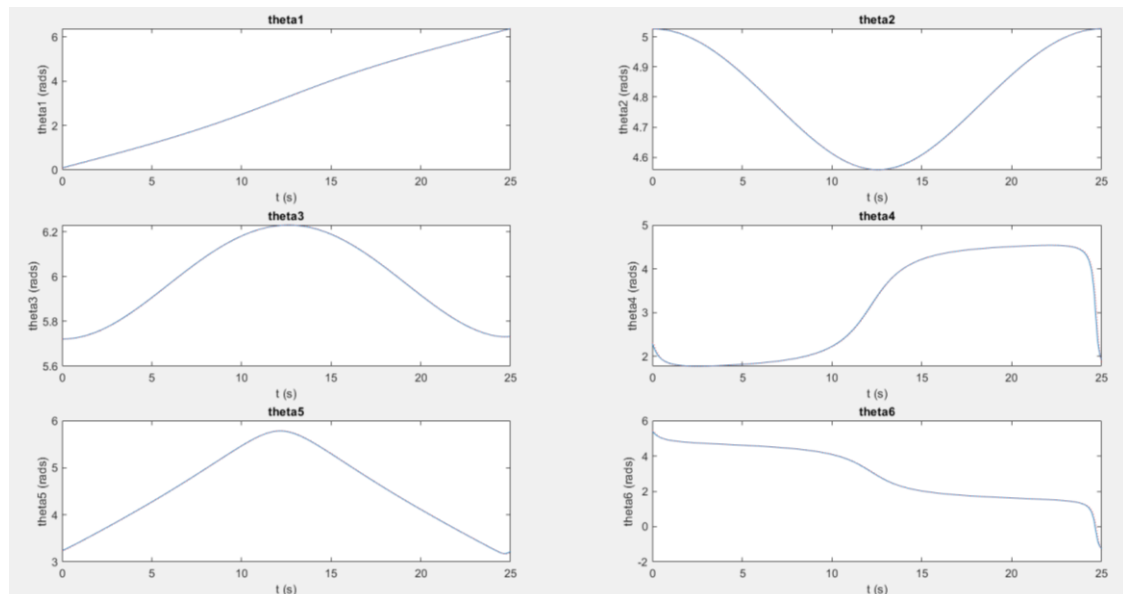 theta1
theta1 (rads)
6
4
2
0
0 5 10 15 20 25
t (s)
theta2
theta2 (rads)
5
4.9
4.8
4.7
4.6
0 5 10 15 20 25
t (s)
theta3
theta3 (rads)
6.2
6
5.8
5.6
0 5 10 15 20 25
t (s)
theta4
theta4 (rads)
5
4
3
2
0 5 10 15 20 25
t (s)
theta5
theta5 (rads)
6
5
4
3
0 5 10 15 20 25
t (s)
theta6
theta6 (rads)
6
4
2
0
-2
0 5 10 15 20 25
t (s)